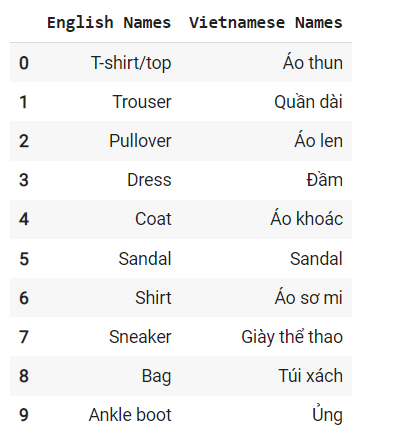 English Names Vietnamese Names
0 T-shirt/top Áo thun
1 Trouser Quần dài
2 Pullover Áo len
3 Dress Đầm
4 Coat Áo khoác
5 Sandal Sandal
6 Shirt Áo sơ mi
7 Sneaker Giày thể thao
8 Bag Túi xách
9 Ankle boot Ủng